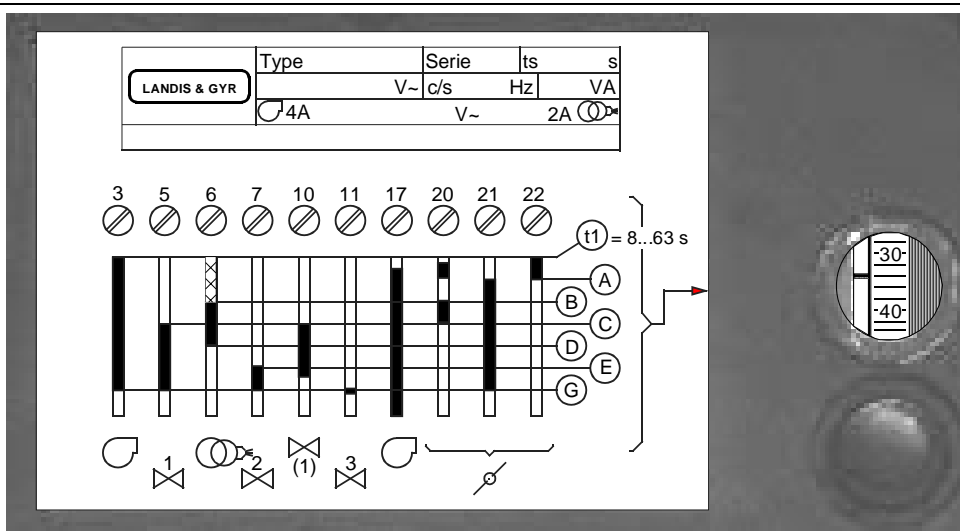 Type Serie ts s
LANDIS & GYR V~ c/s Hz VA
4A V~ 2A
3 5 6 7 10 11 17 20 21 22
t1 = 8...63 s
A
B
C
D
E
G
1 2 (1) 3
-30-
-40-